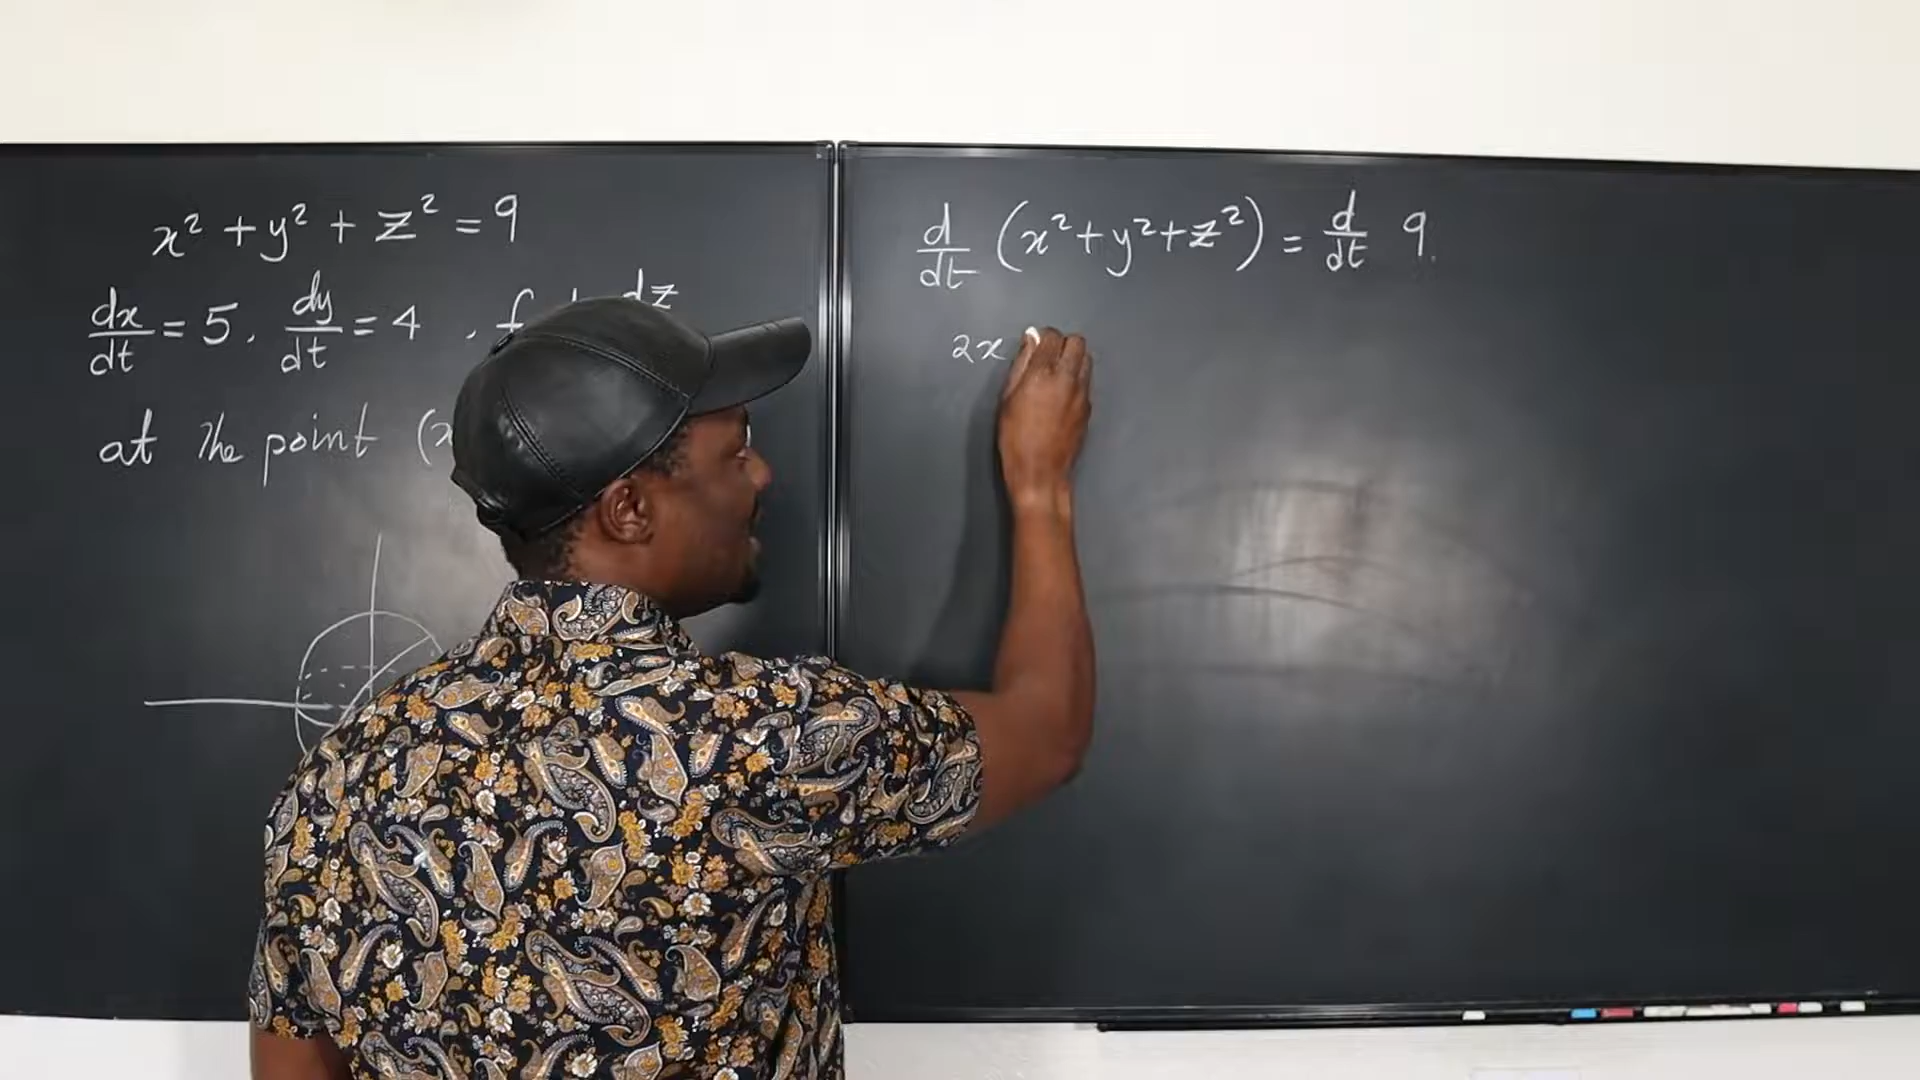 x² + y² + z² = 9
dx/dt = 5, dy/dt = 4, dz
at the point (x
d/dt (x² + y² + z²) = d/dt 9
2x